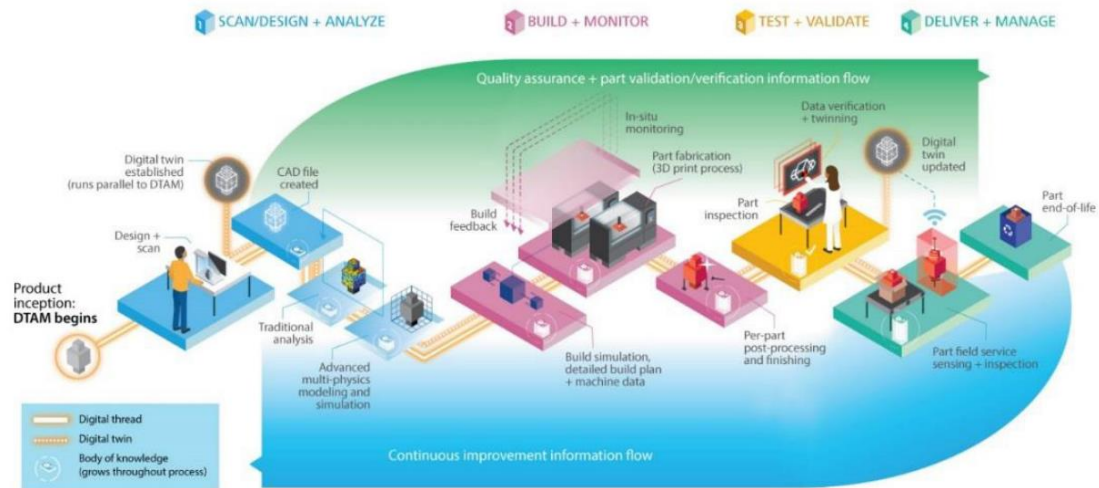 1 SCAN/DESIGN + ANALYZE
2 BUILD + MONITOR
3 TEST + VALIDATE
4 DELIVER + MANAGE
Quality assurance + part validation/verification information flow
Digital twin
established
(runs parallel to DTAM)
CAD file
created
Design +
scan
Product
inception:
DTAM begins
Traditional
analysis
Advanced
multi-physics
modeling and
simulation
In-situ
monitoring
Build
feedback
Part fabrication
(3D print process)
Build simulation,
detailed build plan
+ machine data
Per-part
post-processing
and finishing
Data verification
+ twinning
Part
inspection
Digital
twin
updated
Part
end-of-life
Part field service
sensing + inspection
Digital thread
Digital twin
Body of knowledge
(grows throughout process)
Continuous improvement information flow